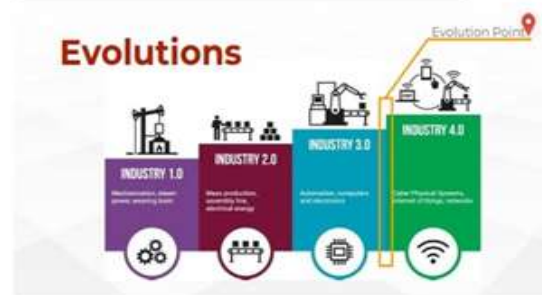 Evolution Point
Evolutions
INDUSTRY 1.0
Mechanization, steam
power, weaving loom
INDUSTRY 2.0
Mass production,
assembly line,
electrical energy
INDUSTRY 3.0
Automation, computers
and electronics
INDUSTRY 4.0
Cyber Physical Systems,
internet of things, networks